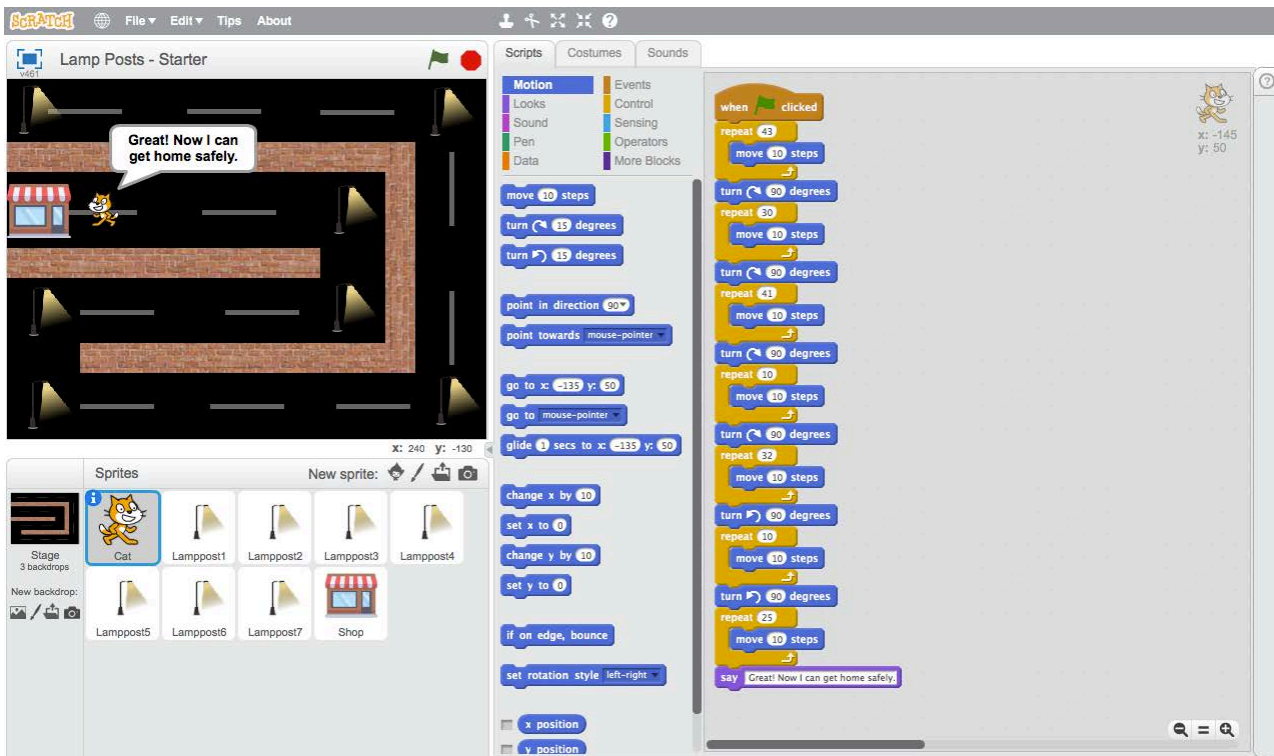 SCRATCH File Edit Tips About
Lamp Posts - Starter
v461
Great! Now I can
get home safely.
x: 240 y: -130
Sprites New sprite:
Stage
3 backdrops
New backdrop:
Cat Lamppost1 Lamppost2 Lamppost3 Lamppost4
Lamppost5 Lamppost6 Lamppost7 Shop
Scripts Costumes Sounds
Motion Events
Looks Control
Sound Sensing
Pen Operators
Data More Blocks
move 10 steps
turn 15 degrees
turn 15 degrees
point in direction 90
point towards mouse-pointer
go to x: -135 y: 50
go to mouse-pointer
glide 1 secs to x: -135 y: 50
change x by 10
set x to 0
change y by 10
set y to 0
if on edge, bounce
set rotation style left-right
x position
y position
when clicked
repeat 43
move 10 steps
turn 90 degrees
repeat 30
move 10 steps
turn 90 degrees
repeat 41
move 10 steps
turn 90 degrees
repeat 10
move 10 steps
turn 90 degrees
repeat 32
move 10 steps
turn 90 degrees
repeat 10
move 10 steps
turn 90 degrees
repeat 25
move 10 steps
say Great! Now I can get home safely.
x: -145
y: 50